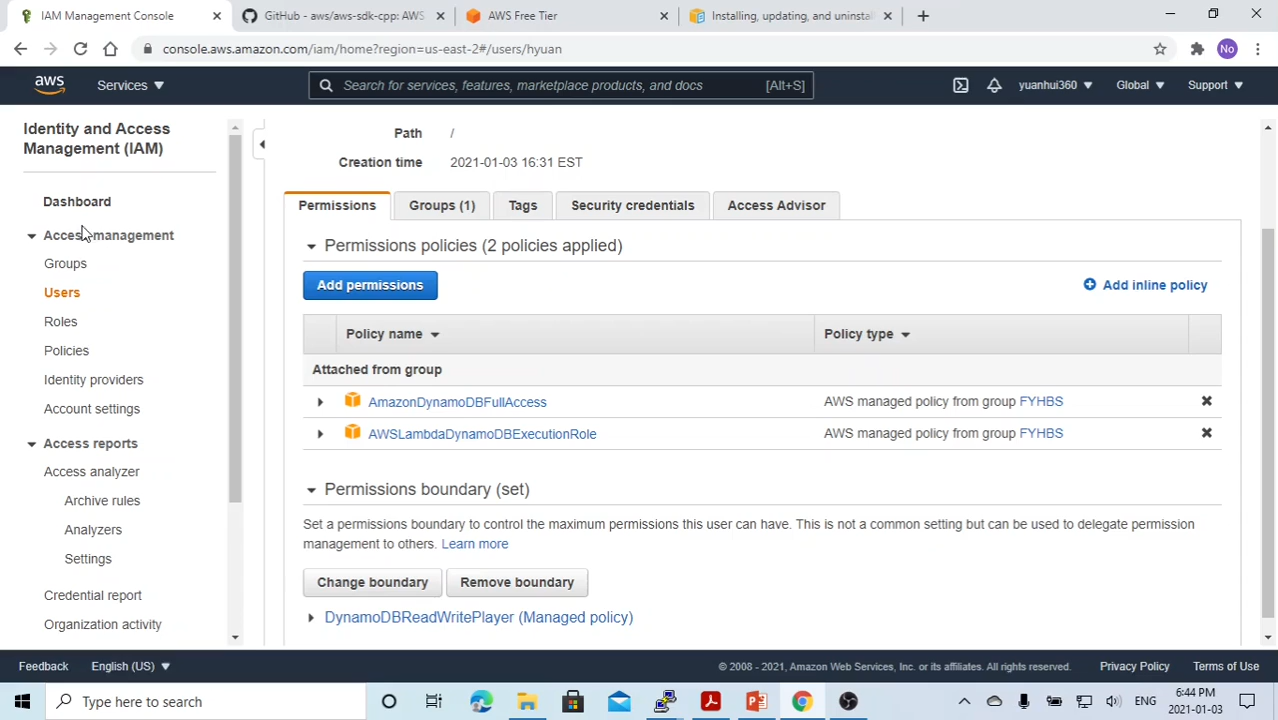 IAM Management Console
GitHub - aws/aws-sdk-cpp: AWS
AWS Free Tier
Installing, updating, and uninstal
console.aws.amazon.com/iam/home?region=us-east-2#/users/hyuan
No
aws
Services
Search for services, features, marketplace products, and docs
[Alt+S]
yuanhui360
Global
Support
Identity and Access
Management (IAM)
Dashboard
Access management
Groups
Users
Roles
Policies
Identity providers
Account settings
Access reports
Access analyzer
Archive rules
Analyzers
Settings
Credential report
Organization activity
Path /
Creation time 2021-01-03 16:31 EST
Permissions
Groups (1)
Tags
Security credentials
Access Advisor
Permissions policies (2 policies applied)
Add permissions
Add inline policy
Policy name
Policy type
Attached from group
AmazonDynamoDBFullAccess
AWS managed policy from group FYHBS
AWSLambdaDynamoDBExecutionRole
AWS managed policy from group FYHBS
Permissions boundary (set)
Set a permissions boundary to control the maximum permissions this user can have. This is not a common setting but can be used to delegate permission
management to others. Learn more
Change boundary
Remove boundary
DynamoDBReadWritePlayer (Managed policy)
Feedback
English (US)
© 2008 - 2021, Amazon Web Services, Inc. or its affiliates. All rights reserved.
Privacy Policy
Terms of Use
Type here to search
ENG
6:44 PM
2021-01-03